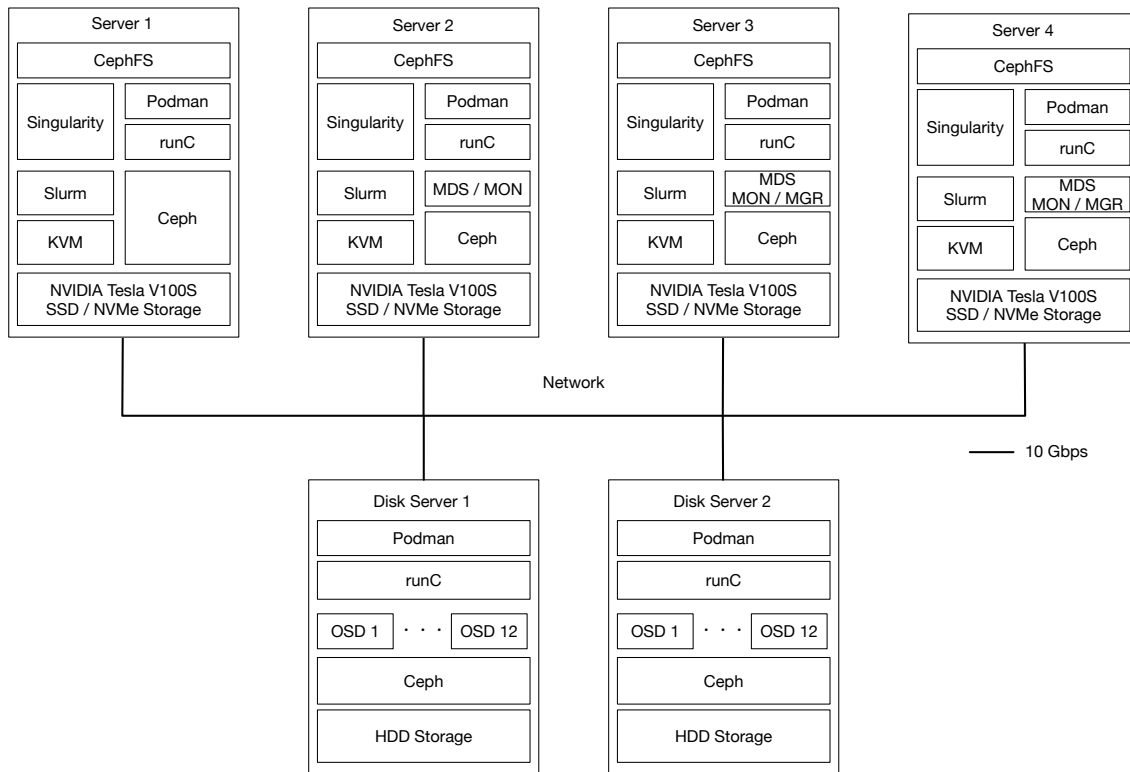 Server 1
CephFS
Singularity
Podman
runC
Slurm
KVM
Ceph
NVIDIA Tesla V100S
SSD / NVMe Storage
Server 2
CephFS
Singularity
Podman
runC
Slurm
MDS / MON
KVM
Ceph
NVIDIA Tesla V100S
SSD / NVMe Storage
Server 3
CephFS
Singularity
Podman
runC
Slurm
MDS
MON / MGR
KVM
Ceph
NVIDIA Tesla V100S
SSD / NVMe Storage
Server 4
CephFS
Singularity
Podman
runC
Slurm
MDS
MON / MGR
KVM
Ceph
NVIDIA Tesla V100S
SSD / NVMe Storage
Network
10 Gbps
Disk Server 1
Podman
runC
OSD 1 · · · OSD 12
Ceph
HDD Storage
Disk Server 2
Podman
runC
OSD 1 · · · OSD 12
Ceph
HDD Storage